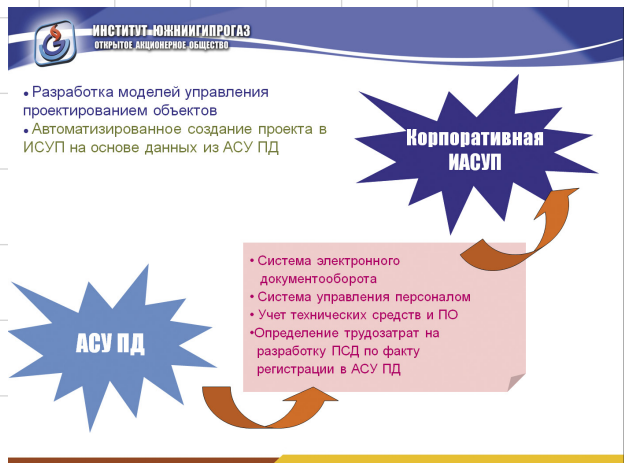 ИНСТИТУТ ЮЖНИИГИПРОГАЗ
ОТКРЫТОЕ АКЦИОНЕРНОЕ ОБЩЕСТВО
• Разработка моделей управления
проектированием объектов
• Автоматизированное создание проекта в
ИСУП на основе данных из АСУ ПД
Корпоративная
ИАСУП
• Система электронного
документооборота
• Система управления персоналом
• Учет технических средств и ПО
•Определение трудозатрат на
разработку ПСД по факту
регистрации в АСУ ПД
АСУ ПД